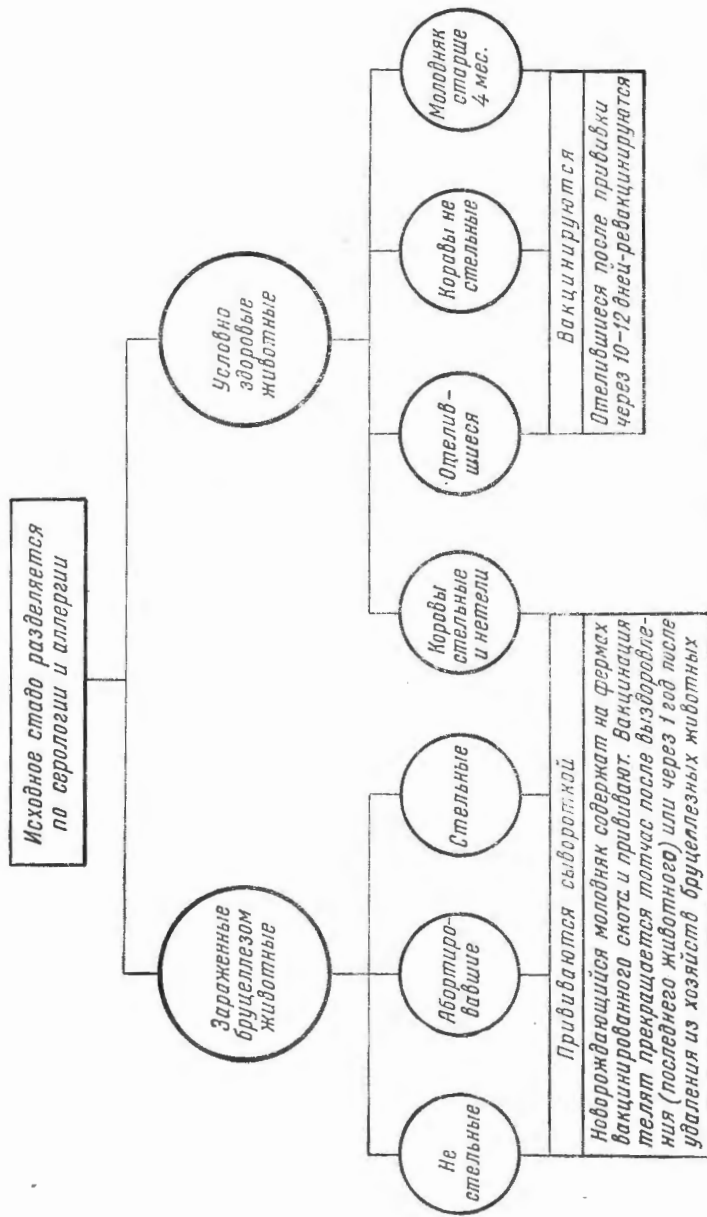 Исходное стадо разделяется
по серологии и аллергии
Зараженные
бруцеллезом
животные
Условно
здоровые
животные
Не
стельные
Абортиро-
вавшие
Стельные
Коровы
стельные
и нетели
Отелив-
шиеся
Коровы не
стельные
Молодняк
старше
4 мес.
Прививаются сывороткой
Новорождающийся молодняк содержат на фермах
вакцинированного скота и прививают. Вакцинация
телят прекращается тотчас после выздоровле-
ния (последнего животного) или через 1 год после
удаления из хозяйств бруцеллезных животных
Вакцинируются
Отелившиеся после прививки
через 10-12 дней-ревакцинируются